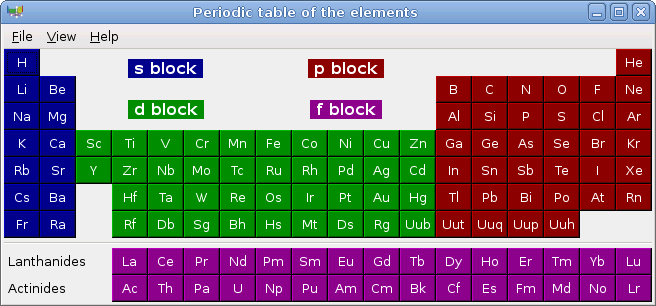 Periodic table of the elements
File View Help
H s block p block He
Li Be B C N O F Ne
d block f block
Na Mg Al Si P S Cl Ar
K Ca Sc Ti V Cr Mn Fe Co Ni Cu Zn Ga Ge As Se Br Kr
Rb Sr Y Zr Nb Mo Tc Ru Rh Pd Ag Cd In Sn Sb Te I Xe
Cs Ba Hf Ta W Re Os Ir Pt Au Hg Tl Pb Bi Po At Rn
Fr Ra Rf Db Sg Bh Hs Mt Ds Rg Uub Uut Uuq Uup Uuh
Lanthanides La Ce Pr Nd Pm Sm Eu Gd Tb Dy Ho Er Tm Yb Lu
Actinides Ac Th Pa U Np Pu Am Cm Bk Cf Es Fm Md No Lr